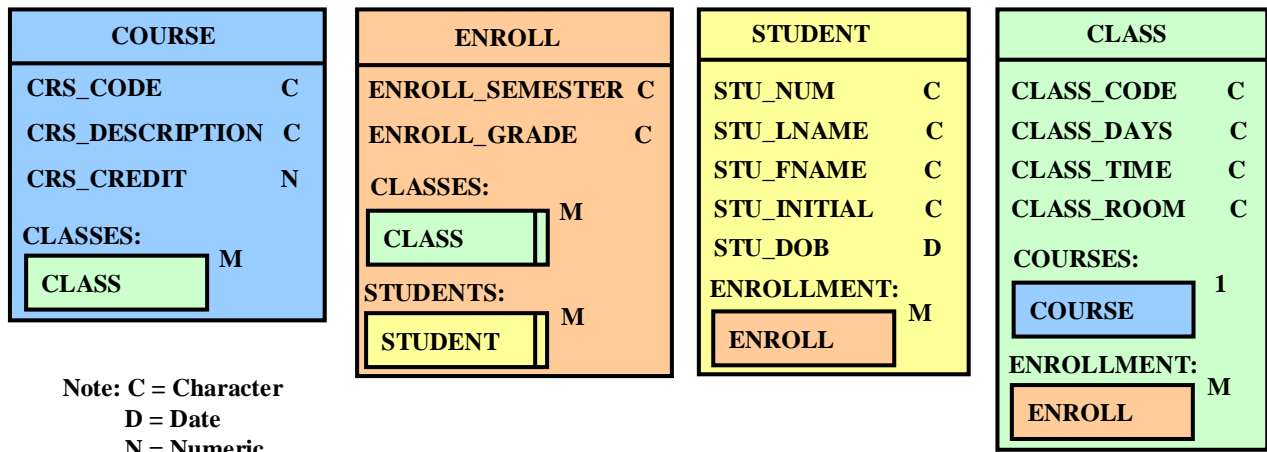 COURSE
CRS_CODE C
CRS_DESCRIPTION C
CRS_CREDIT N
CLASSES:
M
CLASS
ENROLL
ENROLL_SEMESTER C
ENROLL_GRADE C
CLASSES:
M
CLASS
STUDENTS:
M
STUDENT
STUDENT
STU_NUM C
STU_LNAME C
STU_FNAME C
STU_INITIAL C
STU_DOB D
ENROLLMENT:
M
ENROLL
CLASS
CLASS_CODE C
CLASS_DAYS C
CLASS_TIME C
CLASS_ROOM C
COURSES:
1
COURSE
ENROLLMENT:
M
ENROLL
Note: C = Character
D = Date
N = Numeric